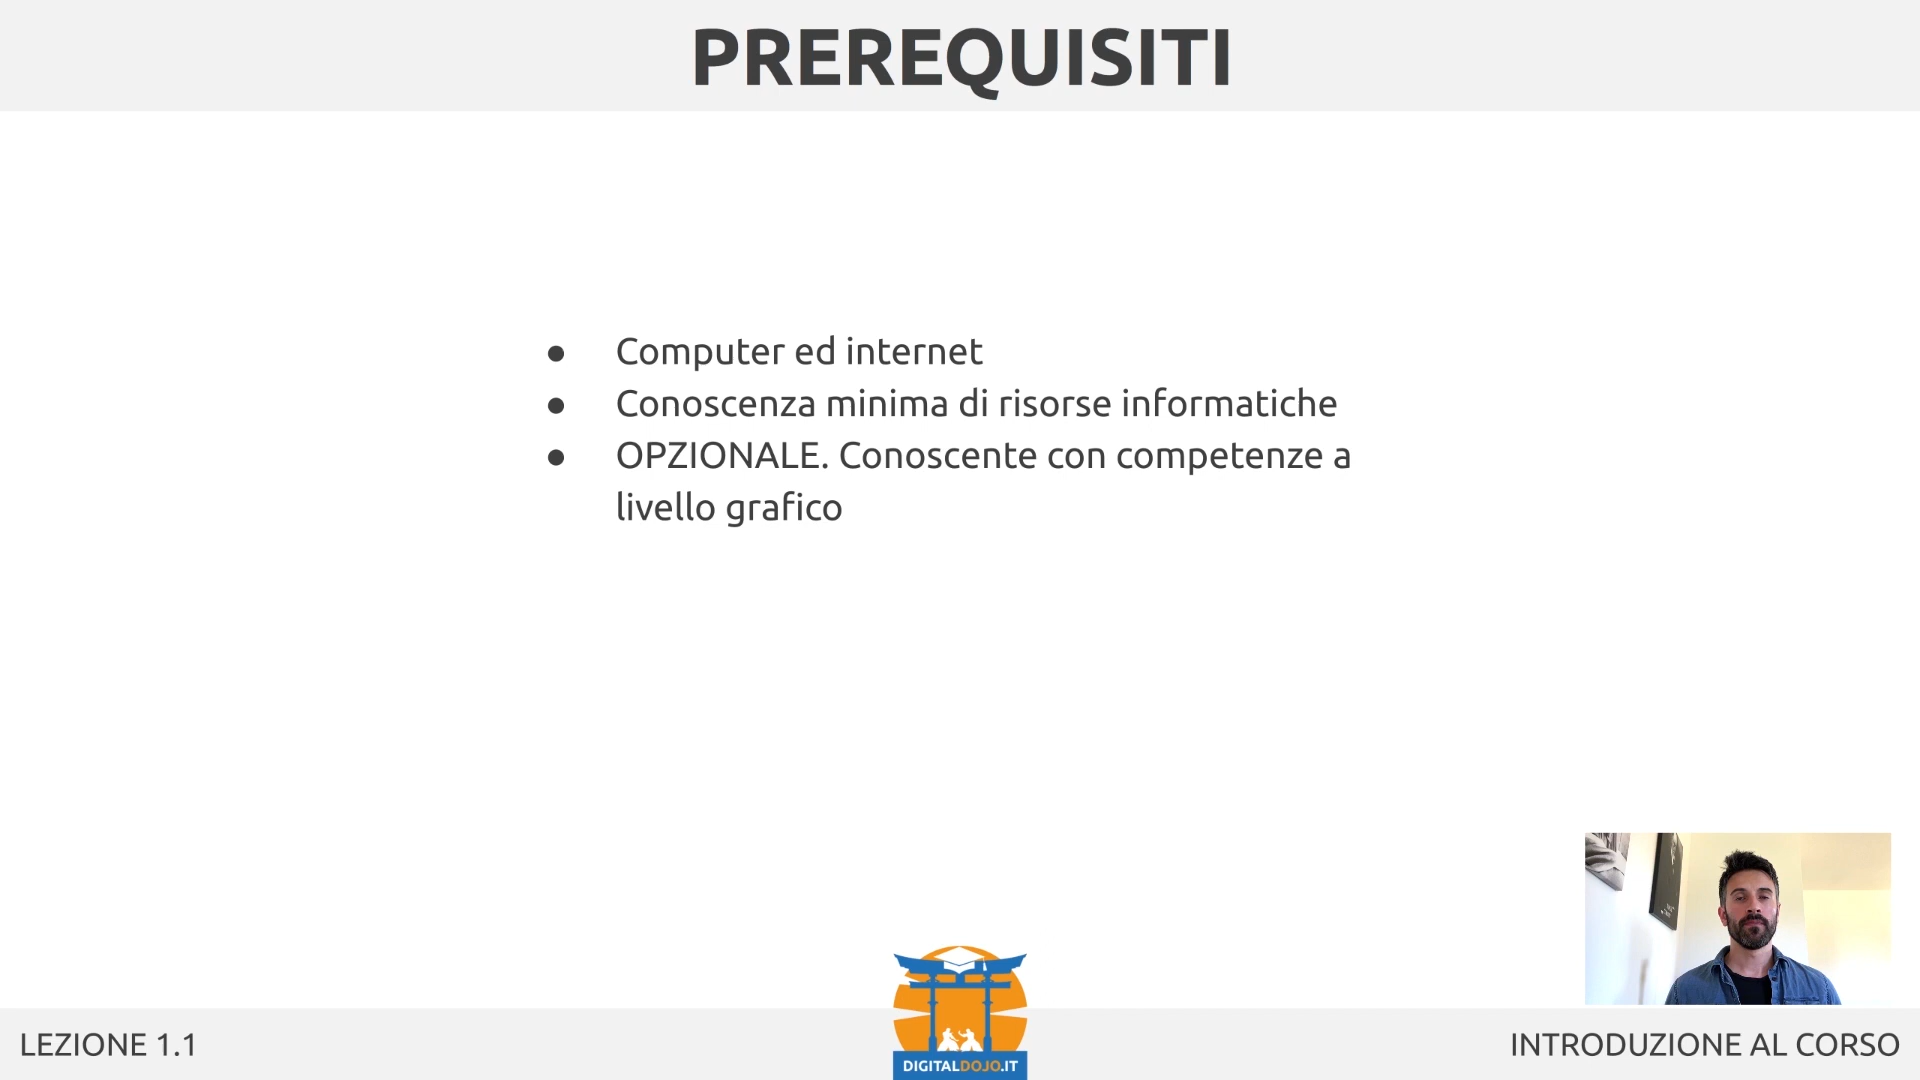 PREREQUISITI
● Computer ed internet
● Conoscenza minima di risorse informatiche
● OPZIONALE. Conoscente con competenze a
livello grafico
LEZIONE 1.1
DIGITALDOJO.IT
INTRODUZIONE AL CORSO